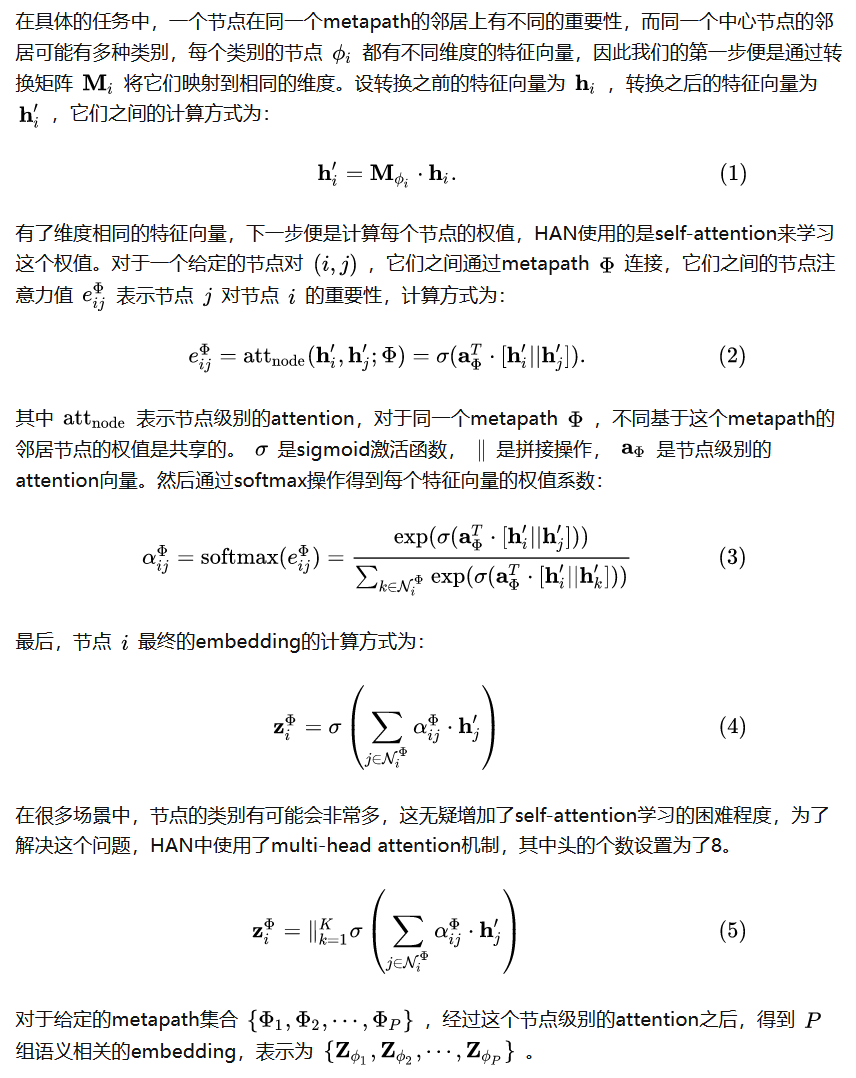 在具体的任务中，一个节点在同一个metapath的邻居上有不同的重要性，而同一个中心节点的邻
居可能有多种类别，每个类别的节点 $\phi_i$ 都有不同维度的特征向量，因此我们的第一步便是通过转
换矩阵 $\mathbf{M}_i$ 将它们映射到相同的维度。设转换之前的特征向量为 $\mathbf{h}_i$ ，转换之后的特征向量为
$\mathbf{h}'_i$ ，它们之间的计算方式为：
$\mathbf{h}'_i = \mathbf{M}_{\phi_i} \cdot \mathbf{h}_i.$ (1)
有了维度相同的特征向量，下一步便是计算每个节点的权值，HAN使用的是self-attention来学习
这个权值。对于一个给定的节点对 $(i,j)$ ，它们之间通过metapath $\Phi$ 连接，它们之间的节点注
意力值 $e^{\Phi}_{ij}$ 表示节点 $j$ 对节点 $i$ 的重要性，计算方式为：
$e^{\Phi}_{ij} = \text{att}_{\text{node}}(\mathbf{h}'_i, \mathbf{h}'_j; \Phi) = \sigma(\mathbf{a}^T_{\Phi} \cdot [\mathbf{h}'_i || \mathbf{h}'_j]).$ (2)
其中 $\text{att}_{\text{node}}$ 表示节点级别的attention，对于同一个metapath $\Phi$ ，不同基于这个metapath的
邻居节点的权值是共享的。 $\sigma$ 是sigmoid激活函数， $\|$ 是拼接操作， $\mathbf{a}_{\Phi}$ 是节点级别的
attention向量。然后通过softmax操作得到每个特征向量的权值系数：
$\alpha^{\Phi}_{ij} = \text{softmax}(e^{\Phi}_{ij}) = \frac{\exp(\sigma(\mathbf{a}^T_{\Phi} \cdot [\mathbf{h}'_i || \mathbf{h}'_j]))}{\sum_{k \in \mathcal{N}^{\Phi}_i} \exp(\sigma(\mathbf{a}^T_{\Phi} \cdot [\mathbf{h}'_i || \mathbf{h}'_k]))}$ (3)
最后，节点 $i$ 最终的embedding的计算方式为：
$\mathbf{z}^{\Phi}_i = \sigma \left( \sum_{j \in \mathcal{N}^{\Phi}_i} \alpha^{\Phi}_{ij} \cdot \mathbf{h}'_j \right)$ (4)
在很多场景中，节点的类别有可能会非常多，这无疑增加了self-attention学习的困难程度，为了
解决这个问题，HAN中使用了multi-head attention机制，其中头的个数设置为了8。
$\mathbf{z}^{\Phi}_i = \|^K_{k=1} \sigma \left( \sum_{j \in \mathcal{N}^{\Phi}_i} \alpha^{\Phi}_{ij} \cdot \mathbf{h}'_j \right)$ (5)
对于给定的metapath集合 $\{\Phi_1, \Phi_2, \cdots, \Phi_P\}$ ，经过这个节点级别的attention之后，得到 $P$
组语义相关的embedding，表示为 $\{\mathbf{Z}_{\phi_1}, \mathbf{Z}_{\phi_2}, \cdots, \mathbf{Z}_{\phi_P}\}$ 。